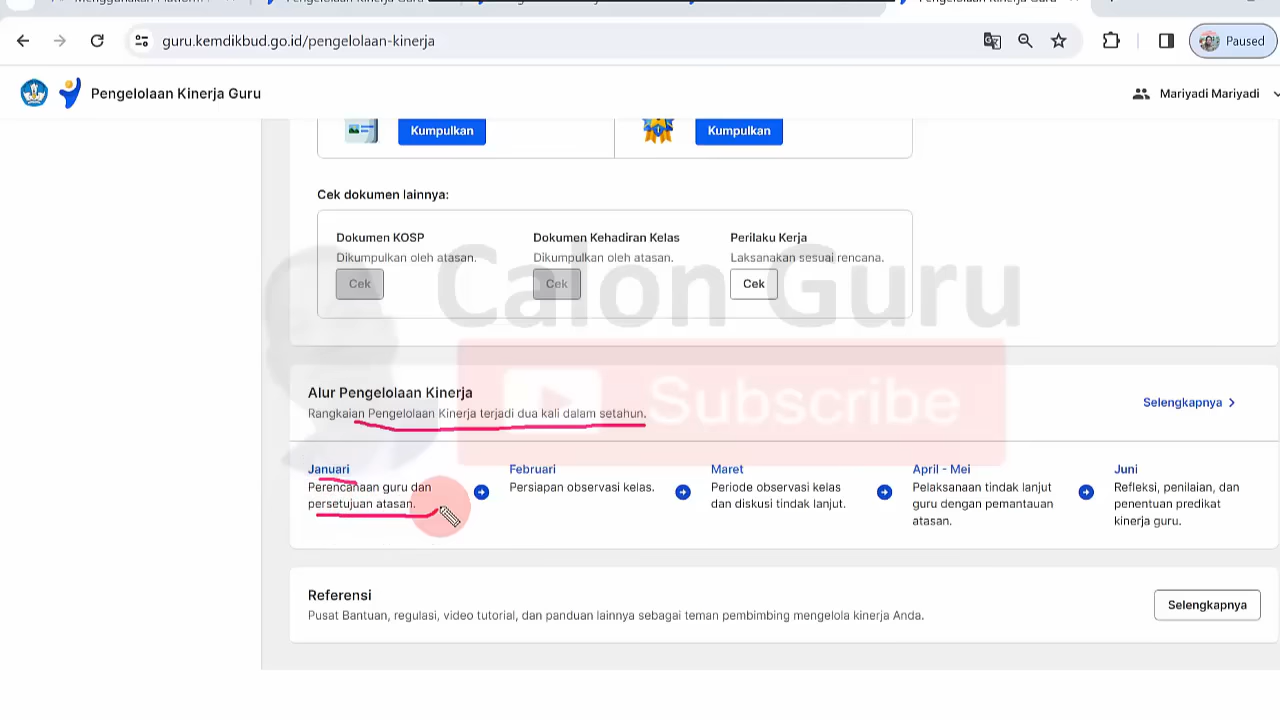 guru.kemdikbud.go.id/pengelolaan-kinerja
Paused
Pengelolaan Kinerja Guru
Mariyadi Mariyadi
Kumpulkan
Kumpulkan
Cek dokumen lainnya:
Dokumen KOSP
Dikumpulkan oleh atasan.
Cek
Dokumen Kehadiran Kelas
Dikumpulkan oleh atasan.
Cek
Perilaku Kerja
Laksanakan sesuai rencana.
Cek
Calon Guru
Subscribe
Alur Pengelolaan Kinerja
Rangkaian Pengelolaan Kinerja terjadi dua kali dalam setahun.
Selengkapnya
Januari
Perencanaan guru dan
persetujuan atasan.
Februari
Persiapan observasi kelas.
Maret
Periode observasi kelas
dan diskusi tindak lanjut.
April - Mei
Pelaksanaan tindak lanjut
guru dengan pemantauan
atasan.
Juni
Refleksi, penilaian, dan
penentuan predikat
kinerja guru.
Referensi
Pusat Bantuan, regulasi, video tutorial, dan panduan lainnya sebagai teman pembimbing mengelola kinerja Anda.
Selengkapnya